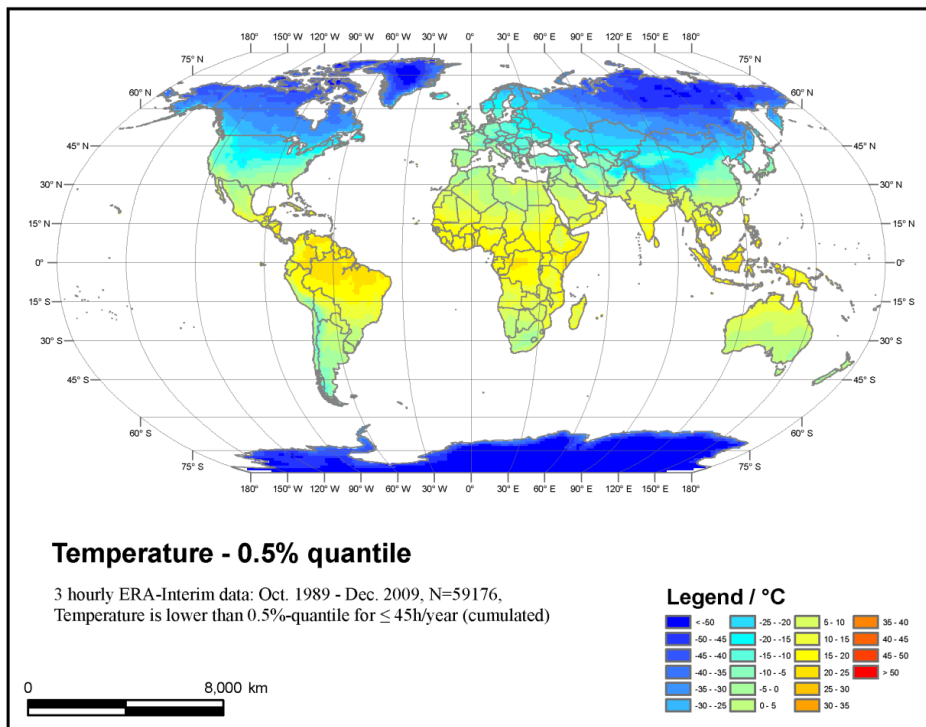 180° 150° W 120° W 90° W 60° W 30° W 0° 30° E 60° E 90° E 120° E 150° E 180°
75° N 75° N
60° N 60° N
45° N 45° N
30° N 30° N
15° N 15° N
0° 0°
15° S 15° S
30° S 30° S
45° S 45° S
60° S 60° S
75° S 75° S
180° 150° W 120° W 90° W 60° W 30° W 0° 30° E 60° E 90° E 120° E 150° E 180°
Temperature - 0.5% quantile
3 hourly ERA-Interim data: Oct. 1989 - Dec. 2009, N=59176,
Temperature is lower than 0.5%-quantile for ≤ 45h/year (cumulated)
0 8,000 km
Legend / °C
< -50 -25 - -20 5 - 10 35 - 40
-50 - -45 -20 - -15 10 - 15 40 - 45
-45 - -40 -15 - -10 15 - 20 45 - 50
-40 - -35 -10 - -5 20 - 25 > 50
-35 - -30 -5 - 0 25 - 30
-30 - -25 0 - 5 30 - 35